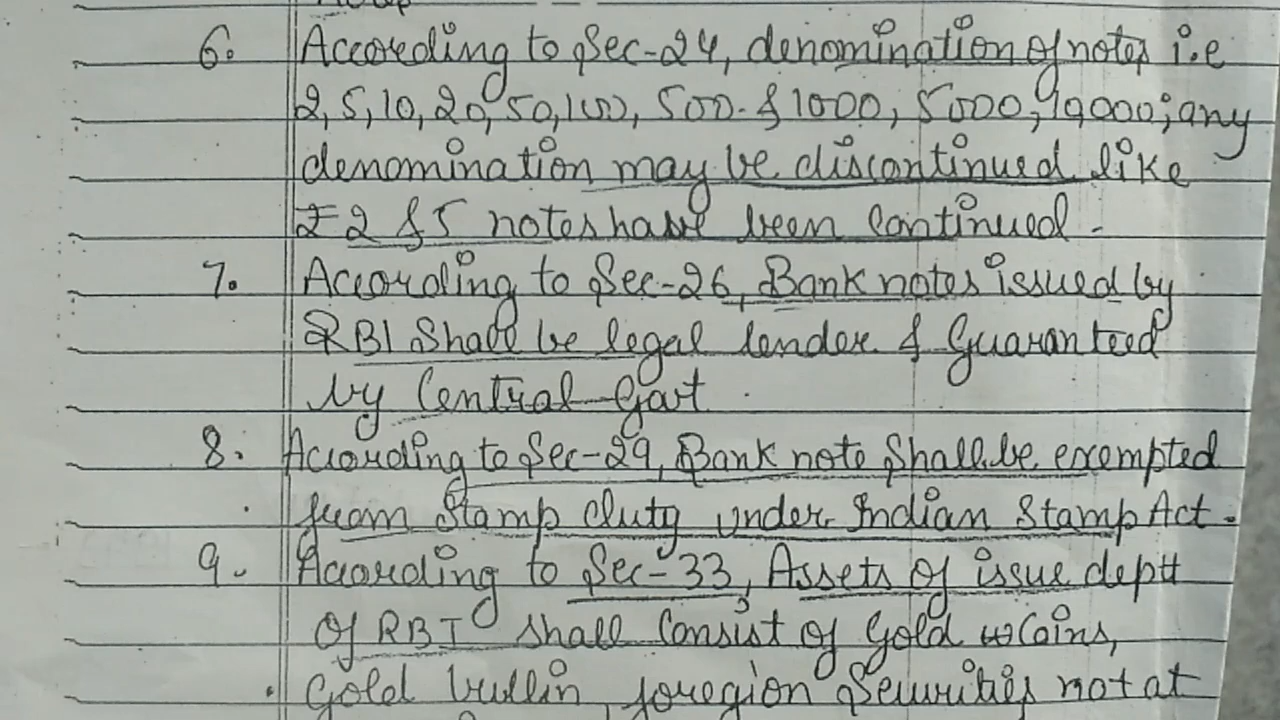 6. According to Sec-24, denomination of notes i.e
2, 5, 10, 20, 50, 100, 500 & 1000, 5000, 10000; any
denomination may be discontinued like
₹2 & 5 notes have been continued.
7. According to Sec-26, Bank notes issued by
RBI Shall be legal tender & Guaranteed
by Central Govt.
8. According to Sec-29, Bank note Shall be exempted
from Stamp duty under Indian Stamp Act.
9. According to Sec-33, Assets of issue deptt
of RBI shall Consist of Gold Coins,
Gold bullin, foregion Securities not at